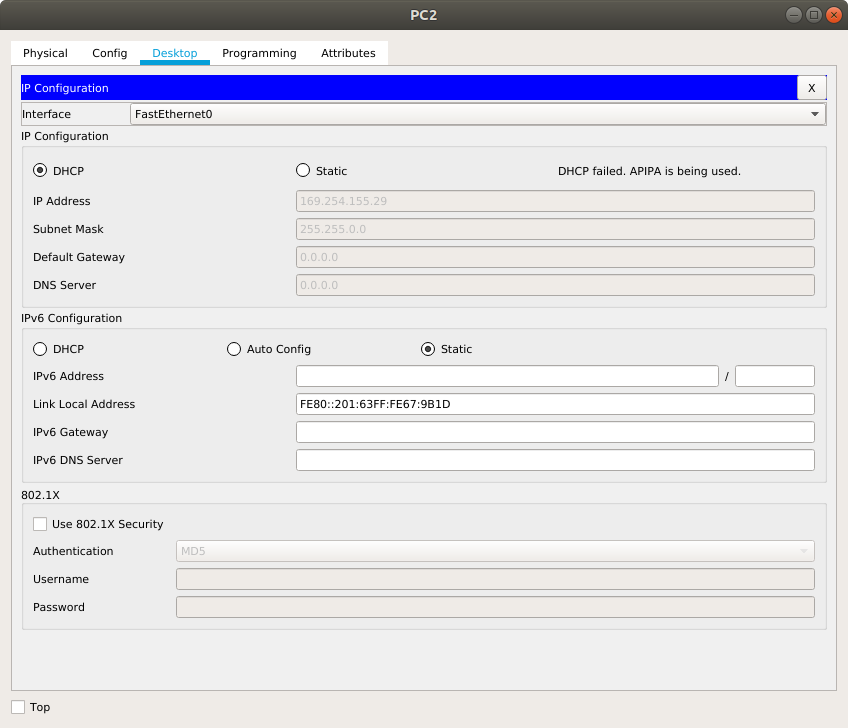 PC2
Physical Config Desktop Programming Attributes
IP Configuration X
Interface FastEthernet0
IP Configuration
DHCP Static DHCP failed. APIPA is being used.
IP Address 169.254.155.29
Subnet Mask 255.255.0.0
Default Gateway 0.0.0.0
DNS Server 0.0.0.0
IPv6 Configuration
DHCP Auto Config Static
IPv6 Address /
Link Local Address FE80::201:63FF:FE67:9B1D
IPv6 Gateway
IPv6 DNS Server
802.1X
Use 802.1X Security
Authentication MD5
Username
Password
Top